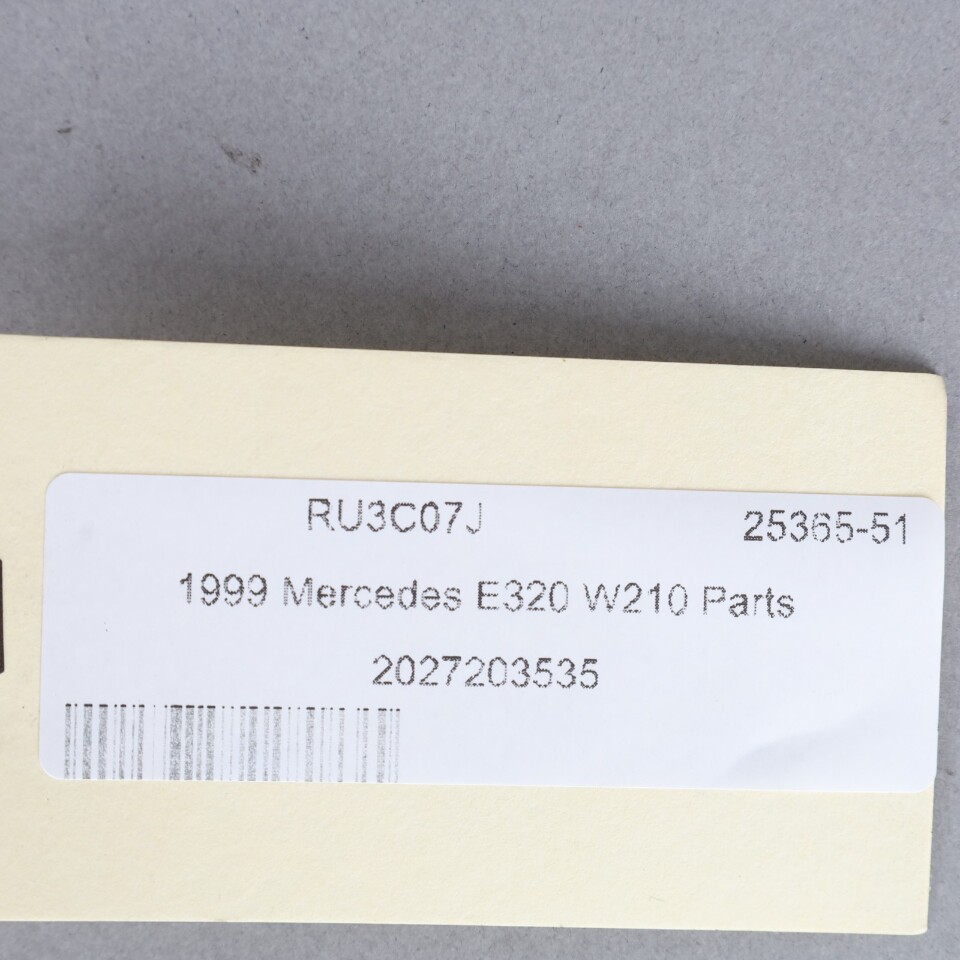 RU3C07J 25365-51
1999 Mercedes E320 W210 Parts
2027203535